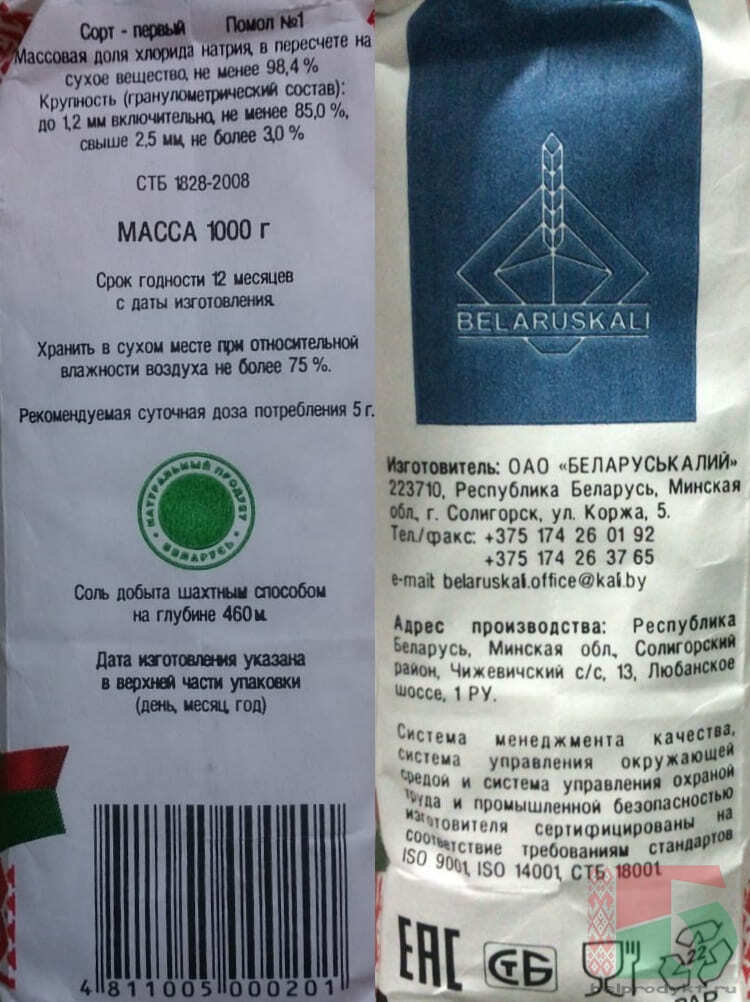 Сорт - первый Помол №1
Массовая доля хлорида натрия, в пересчете на
сухое вещество, не менее 98,4 %
Крупность (гранулометрический состав):
до 1,2 мм включительно, не менее 85,0 %,
свыше 2,5 мм, не более 3,0 %
СТБ 1828-2008
МАССА 1000 г
Срок годности 12 месяцев
с даты изготовления.
Хранить в сухом месте при относительной
влажности воздуха не более 75 %.
Рекомендуемая суточная доза потребления 5 г.
НАТУРАЛЬНЫЙ ПРОДУКТ
БЕЛАРУСЬ
Соль добыта шахтным способом
на глубине 460 м.
Дата изготовления указана
в верхней части упаковки
(день, месяц, год)
4 811005 000201
BELARUSKALI
Изготовитель: ОАО «БЕЛАРУСЬКАЛИЙ»
223710, Республика Беларусь, Минская
обл., г. Солигорск, ул. Коржа, 5.
Тел./факс: +375 174 26 01 92
+375 174 26 37 65
e-mail: belaruskali.office@kali.by
Адрес производства: Республика
Беларусь, Минская обл., Солигорский
район, Чижевичский с/с, 13, Любанское
шоссе, 1 РУ.
Система менеджмента качества,
система управления окружающей
средой и система управления охраной
труда и промышленной безопасностью
изготовителя сертифицированы на
соответствие требованиям стандартов
ISO 9001, ISO 14001, СТБ 18001.
ЕАС СТБ 22
belprodykt.ru